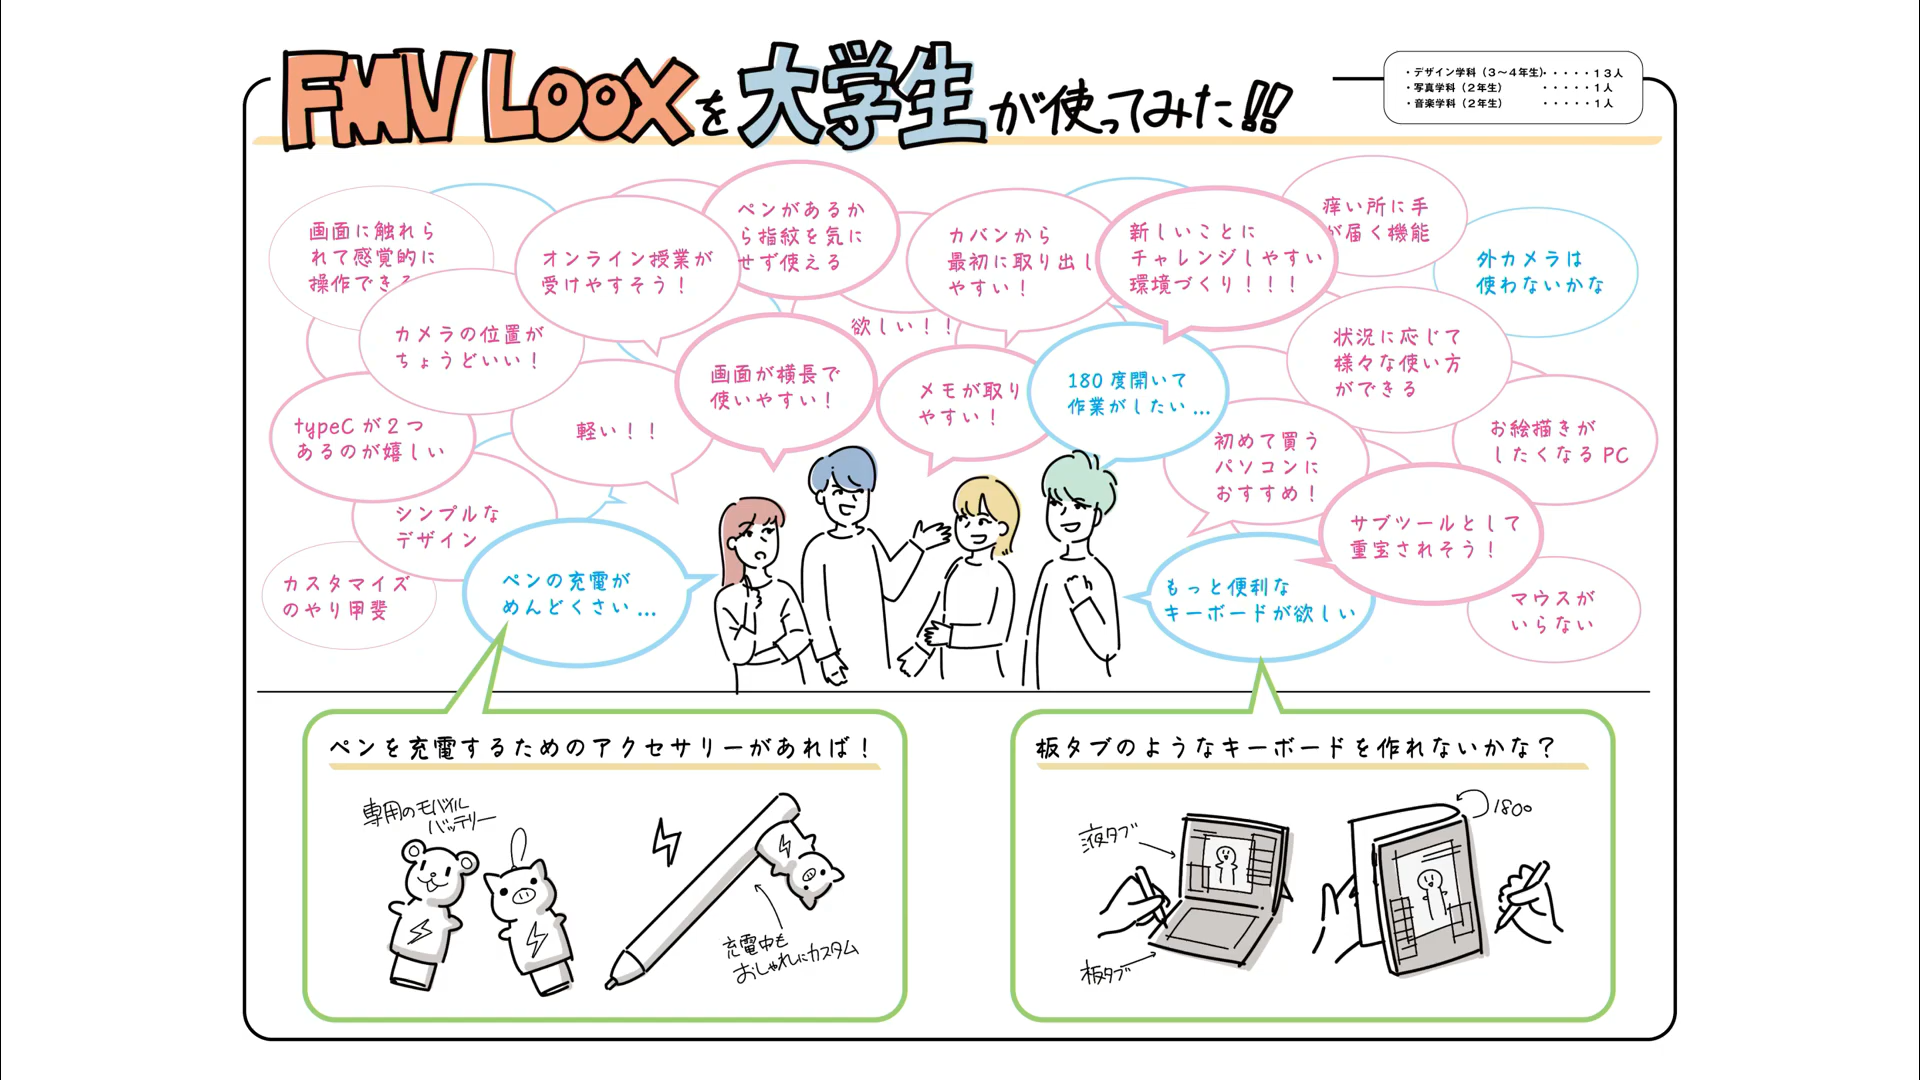 FMV LOOXを大学生が使ってみた!!
・デザイン学科(3〜4年生)・・・・・13人
・写真学科(2年生)　・・・・・1人
・音楽学科(2年生)　・・・・・1人
画面に触れら
れて感覚的に
操作できる
オンライン授業が
受けやすそう!
ペンがあるか
ら指紋を気に
せず使える
カバンから
最初に取り出し
やすい!
新しいことに
チャレンジしやすい
環境づくり!!!
痒い所に手
が届く機能
外カメラは
使わないかな
カメラの位置が
ちょうどいい!
欲しい!!
画面が横長で
使いやすい!
メモが取り
やすい!
180度開いて
作業がしたい...
状況に応じて
様々な使い方
ができる
typeCが2つ
あるのが嬉しい
軽い!!
初めて買う
パソコンに
おすすめ!
お絵描きが
したくなるPC
シンプルな
デザイン
サブツールとして
重宝されそう!
カスタマイズ
のやり甲斐
ペンの充電が
めんどくさい...
もっと便利な
キーボードが欲しい
マウスが
いらない
ペンを充電するためのアクセサリーがあれば!
専用のモバイル
バッテリー
充電中も
おしゃれにカスタム
板タブのようなキーボードを作れないかな?
液タブ
板タブ
180°